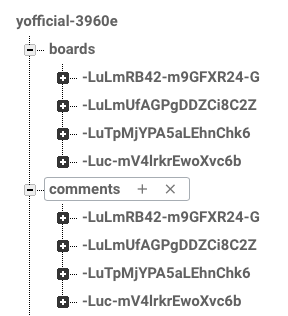 yofficial-3960e
boards
-LuLmRB42-m9GFXR24-G
-LuLmUfAGPgDDZCi8C2Z
-LuTpMjYPA5aLEhnChk6
-Luc-mV4lrkrEwoXvc6b
comments + ×
-LuLmRB42-m9GFXR24-G
-LuLmUfAGPgDDZCi8C2Z
-LuTpMjYPA5aLEhnChk6
-Luc-mV4lrkrEwoXvc6b